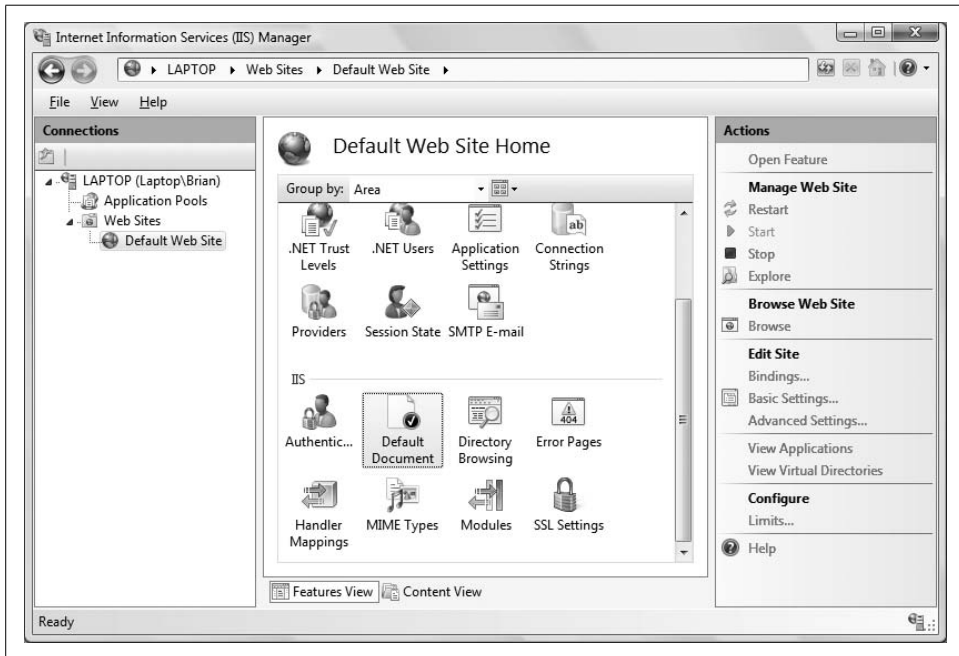 Internet Information Services (IIS) Manager
LAPTOP Web Sites Default Web Site
File View Help
Connections
LAPTOP (Laptop\Brian)
Application Pools
Web Sites
Default Web Site
Default Web Site Home
Group by: Area
.NET Trust Levels
.NET Users
Application Settings
Connection Strings
ab
Providers
Session State
SMTP E-mail
IIS
Authentic...
Default Document
Directory Browsing
Error Pages
404
Handler Mappings
MIME Types
Modules
SSL Settings
Features View
Content View
Actions
Open Feature
Manage Web Site
Restart
Start
Stop
Explore
Browse Web Site
Browse
Edit Site
Bindings...
Basic Settings...
Advanced Settings...
View Applications
View Virtual Directories
Configure
Limits...
Help
Ready